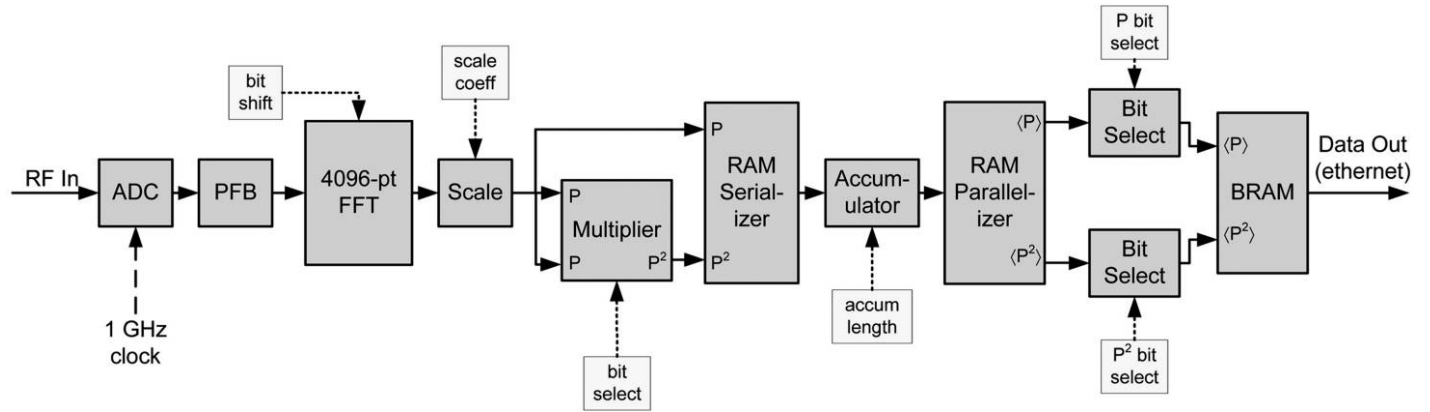 RF In
ADC
1 GHz
clock
PFB
bit
shift
4096-pt
FFT
scale
coeff
Scale
P
P
Multiplier
P²
bit
select
P
RAM
Serial-
izer
P²
Accum-
ulator
accum
length
⟨P⟩
RAM
Parallel-
izer
⟨P²⟩
P bit
select
Bit
Select
Bit
Select
P² bit
select
⟨P⟩
BRAM
⟨P²⟩
Data Out
(ethernet)